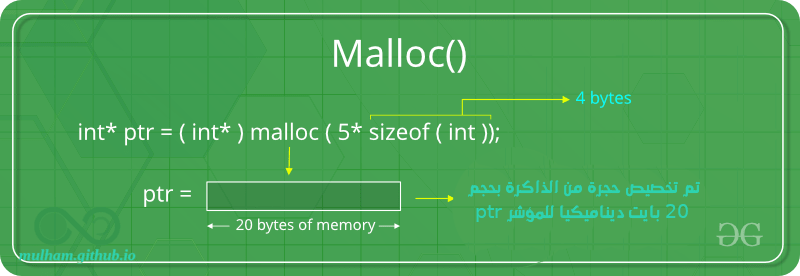 Malloc()
4 bytes
int* ptr = ( int* ) malloc ( 5* sizeof ( int ));
ptr =
تم تخصيص حجرة من الذاكرة بحجم
20 بايت ديناميكيا للمؤشر ptr
20 bytes of memory
mulham.github.io